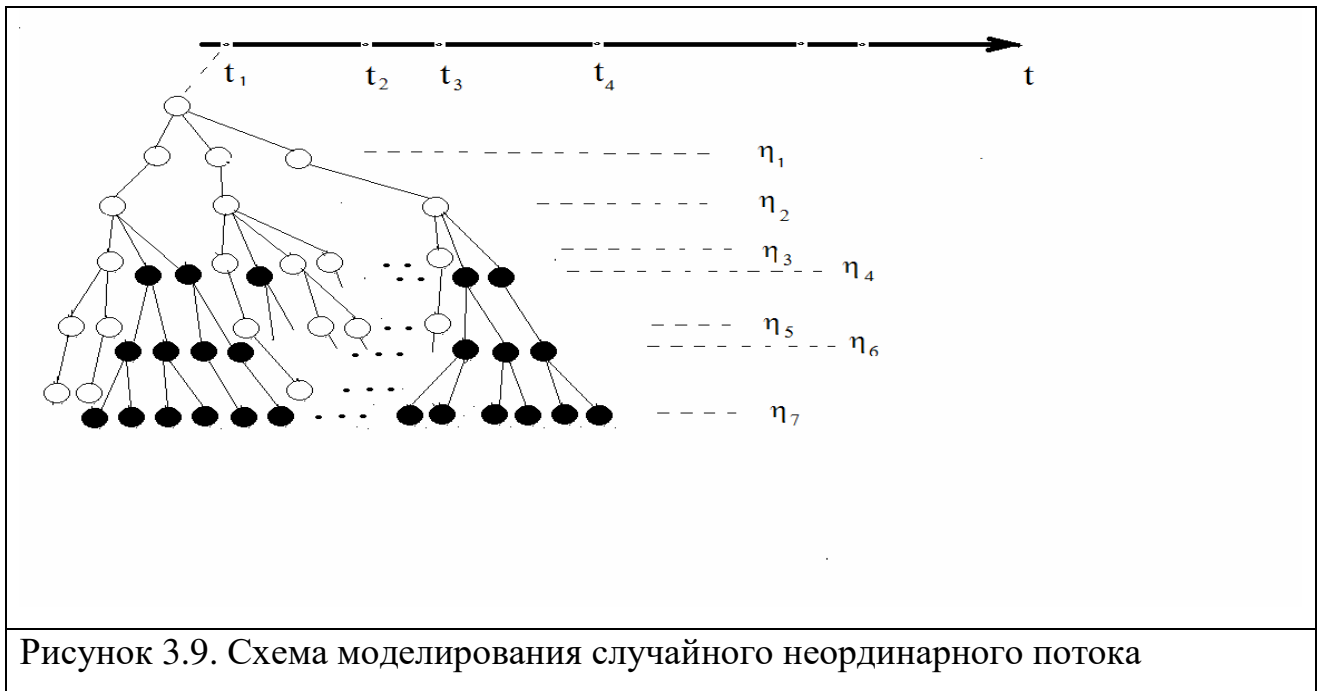 t₁ t₂ t₃ t₄ t
η₁
η₂
η₃
η₄
η₅
η₆
η₇
Рисунок 3.9. Схема моделирования случайного неординарного потока